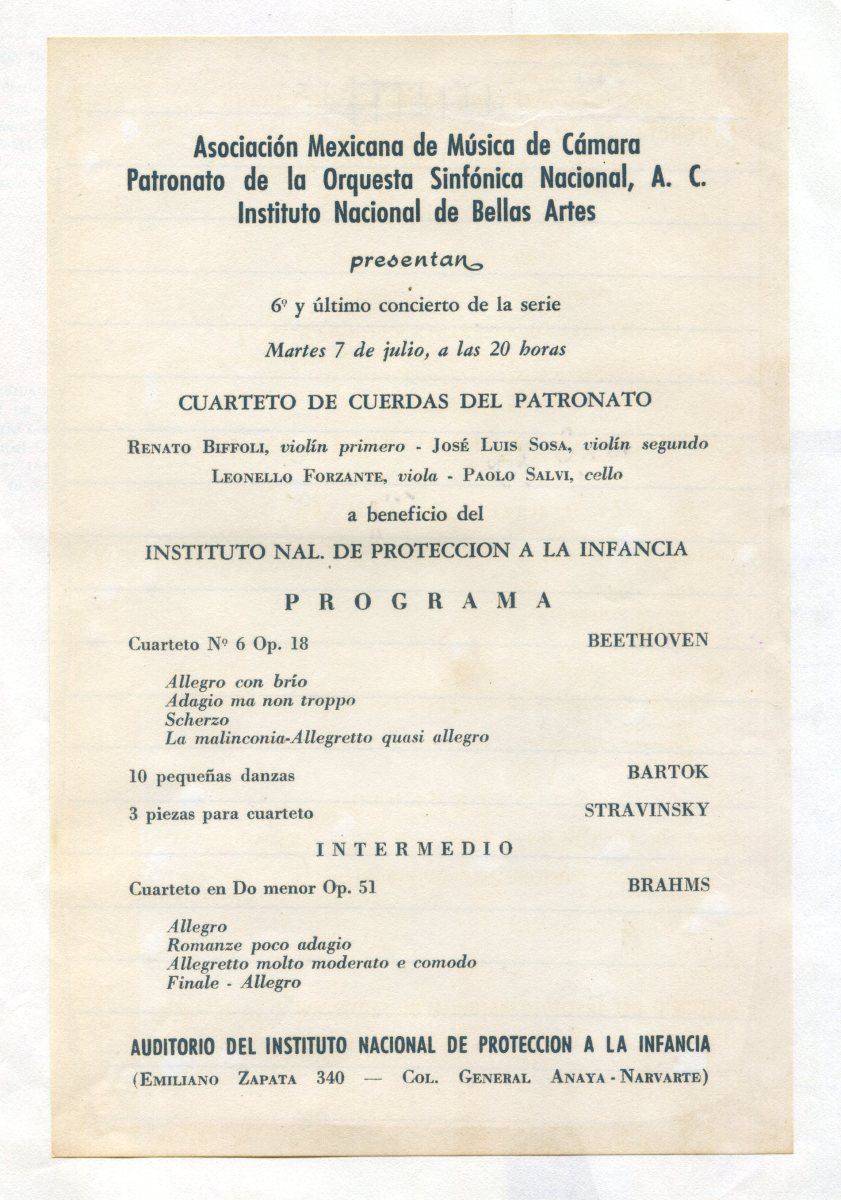 Asociación Mexicana de Música de Cámara
Patronato de la Orquesta Sinfónica Nacional, A. C.
Instituto Nacional de Bellas Artes
presentan
6º y último concierto de la serie
Martes 7 de julio, a las 20 horas
CUARTETO DE CUERDAS DEL PATRONATO
RENATO BIFFOLI, violín primero - JOSÉ LUIS SOSA, violín segundo
LEONELLO FORZANTE, viola - PAOLO SALVI, cello
a beneficio del
INSTITUTO NAL. DE PROTECCION A LA INFANCIA
PROGRAMA
Cuarteto Nº 6 Op. 18 BEETHOVEN
Allegro con brío
Adagio ma non troppo
Scherzo
La malinconia-Allegretto quasi allegro
10 pequeñas danzas BARTOK
3 piezas para cuarteto STRAVINSKY
INTERMEDIO
Cuarteto en Do menor Op. 51 BRAHMS
Allegro
Romanze poco adagio
Allegretto molto moderato e comodo
Finale - Allegro
AUDITORIO DEL INSTITUTO NACIONAL DE PROTECCION A LA INFANCIA
(EMILIANO ZAPATA 340 — COL. GENERAL ANAYA - NARVARTE)